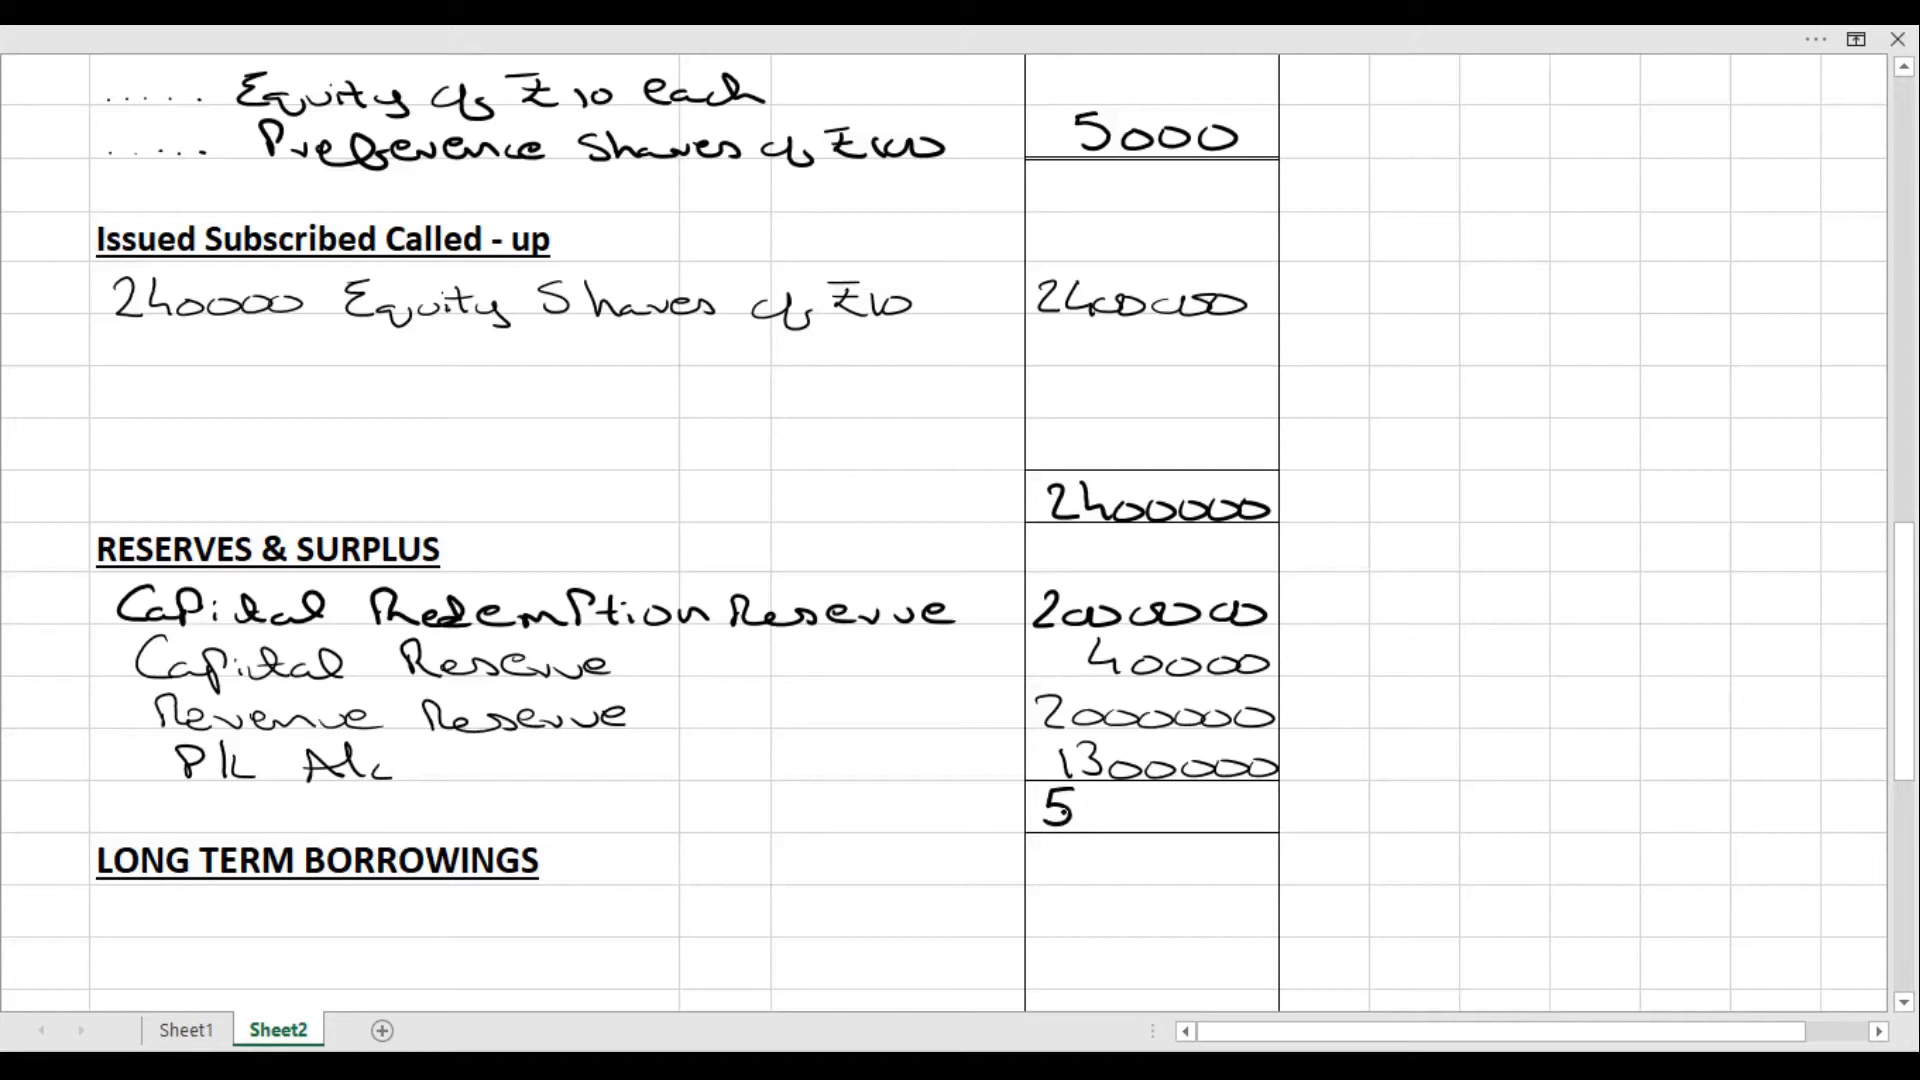 ..... Equity of ₹10 each
..... Preference Shares of ₹100
5000
Issued Subscribed Called - up
240000 Equity Shares of ₹10 2400000
2400000
RESERVES & SURPLUS
Capital Redemption Reserve 2000000
Capital Reserve 40000
Revenue Reserve 2000000
P/L A/c 1300000
5
LONG TERM BORROWINGS
Sheet1 Sheet2